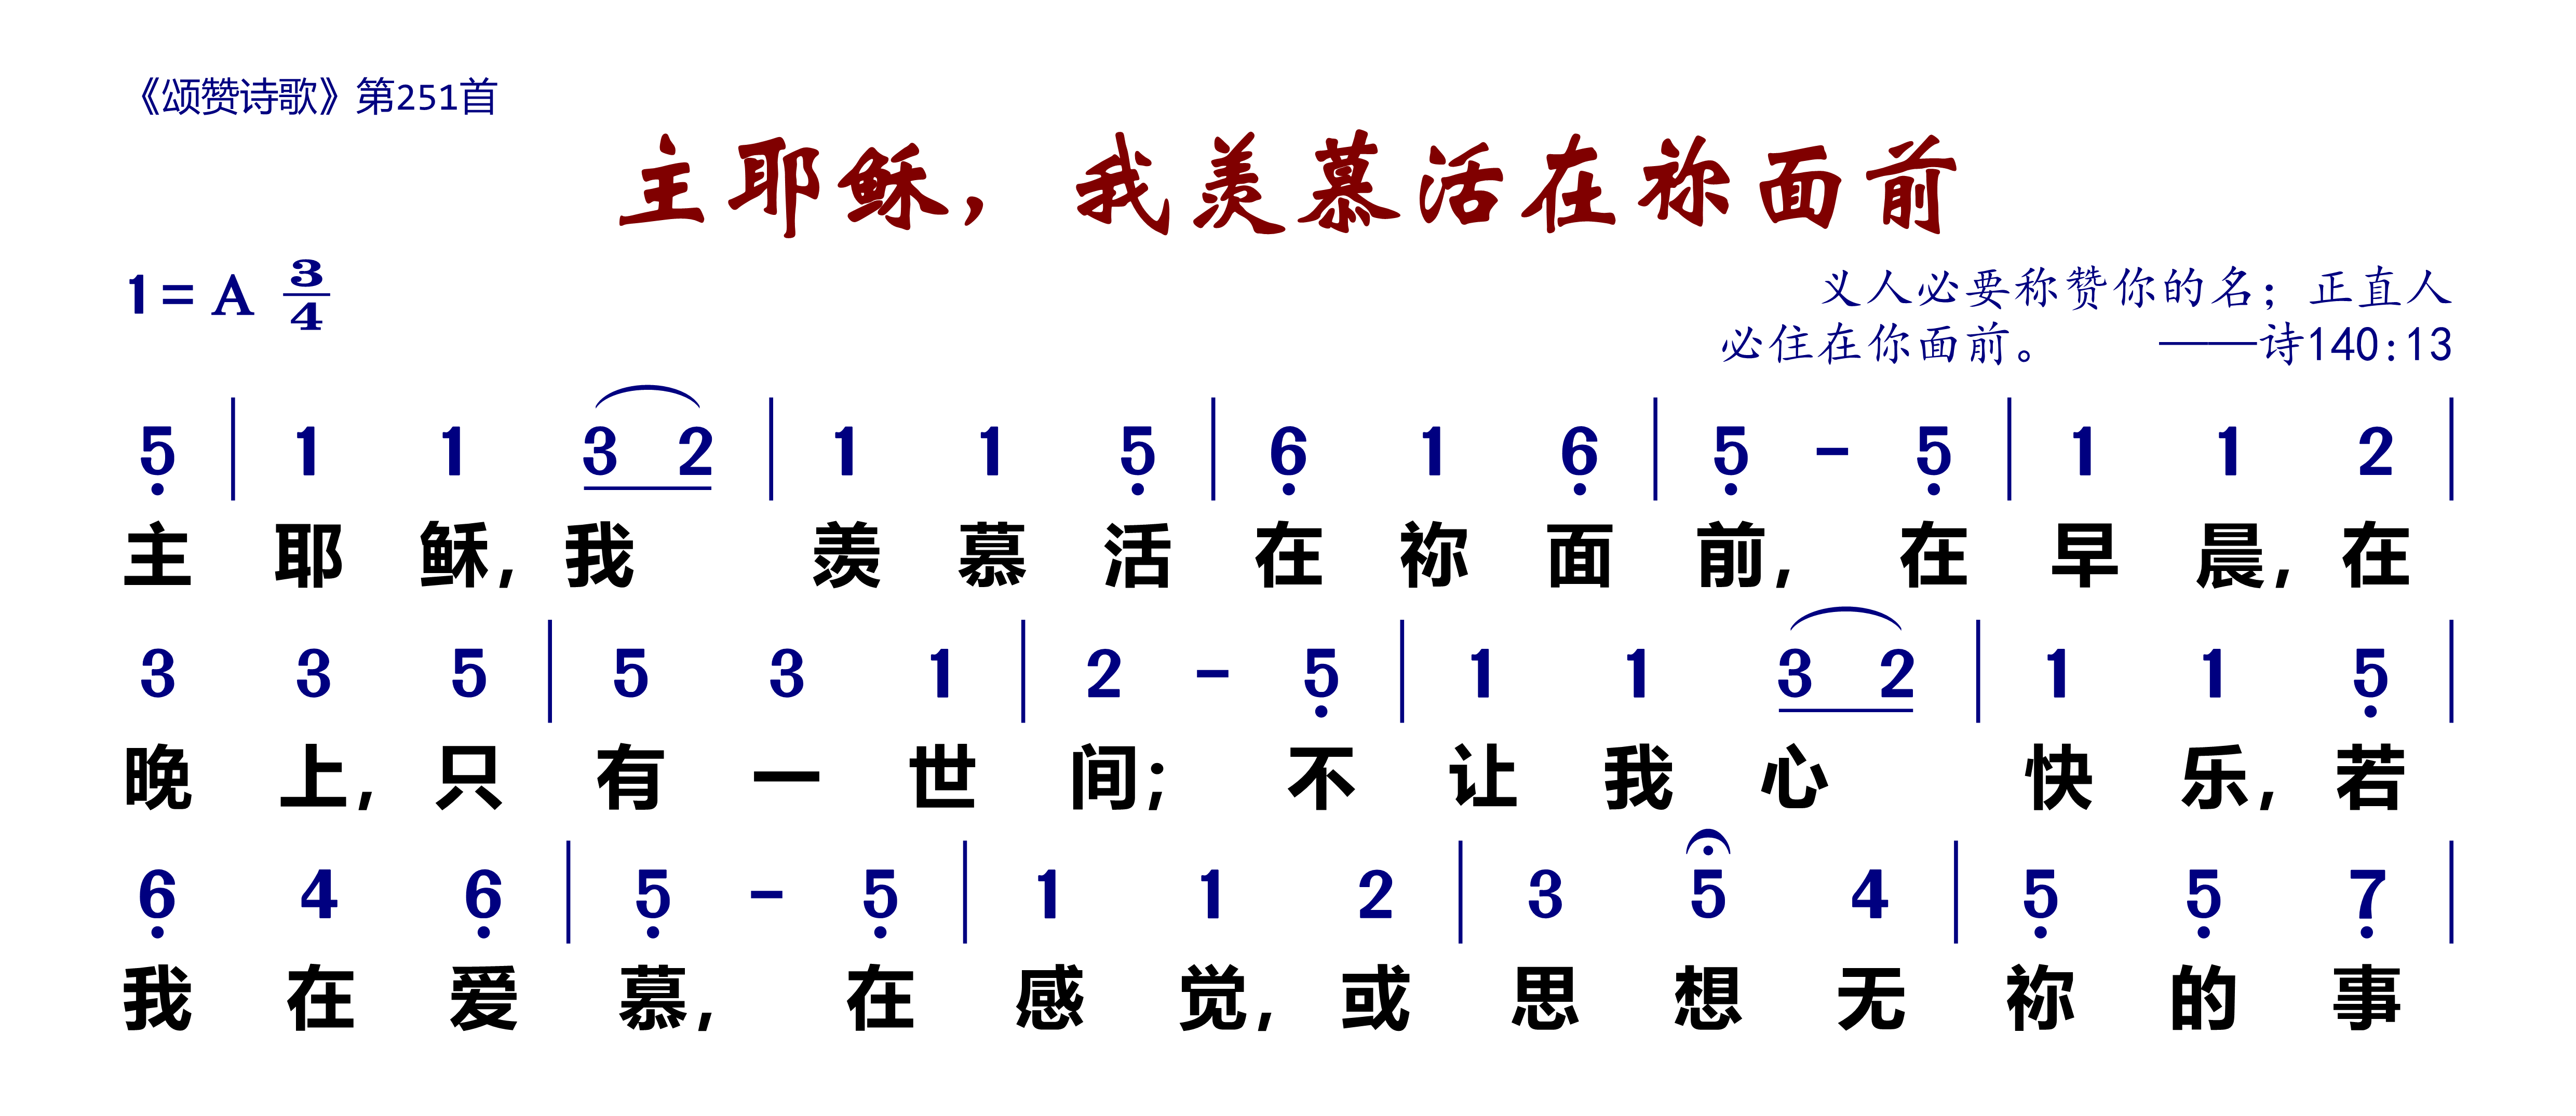 《颂赞诗歌》第251首
主耶稣，我羡慕活在祢面前
1= A 3/4
义人必要称赞你的名；正直人
必住在你面前。 ——诗140:13
5̣ | 1 1 3 2 | 1 1 5̣ | 6̣ 1 6̣ | 5̣ - 5̣ | 1 1 2 |
主耶稣，我羡慕活在祢面前，在早晨，在
3 3 5 | 5 3 1 | 2 - 5̣ | 1 1 3 2 | 1 1 5̣ |
晚上，只有一世间；不让我心快乐，若
6̣ 4 6̣ | 5̣ - 5̣ | 1 1 2 | 3 5 4 | 5̣ 5̣ 7̣ |
我在爱慕，在感觉，或思想无祢的事